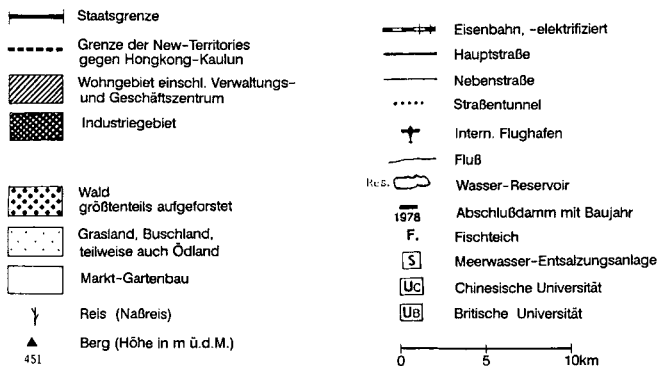 Staatsgrenze
Grenze der New-Territories
gegen Hongkong-Kaulun
Wohngebiet einschl. Verwaltungs-
und Geschäftszentrum
Industriegebiet
Wald
größtenteils aufgeforstet
Grasland, Buschland,
teilweise auch Ödland
Markt-Gartenbau
Reis (Naßreis)
Berg (Höhe in m ü.d.M.)
451
Eisenbahn, -elektrifiziert
Hauptstraße
Nebenstraße
Straßentunnel
Intern. Flughafen
Fluß
Res. Wasser-Reservoir
1978 Abschlußdamm mit Baujahr
F. Fischteich
S Meerwasser-Entsalzungsanlage
UC Chinesische Universität
UB Britische Universität
0 5 10km